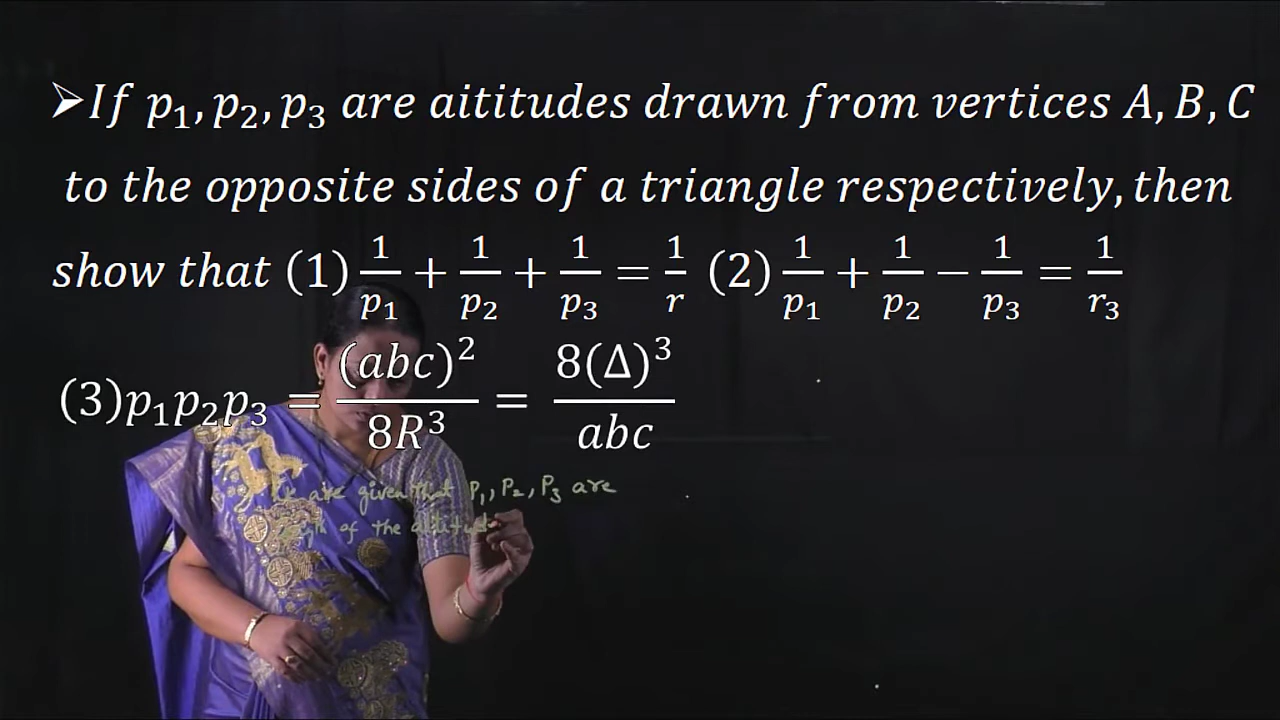 ➢If p₁, p₂, p₃ are aititudes drawn from vertices A, B, C
to the opposite sides of a triangle respectively, then
show that (1) 1/p₁ + 1/p₂ + 1/p₃ = 1/r (2) 1/p₁ + 1/p₂ − 1/p₃ = 1/r₃
(3)p₁p₂p₃ = (abc)²/8R³ = 8(Δ)³/abc
are given that P₁, P₂, P₃ are
of the altitud